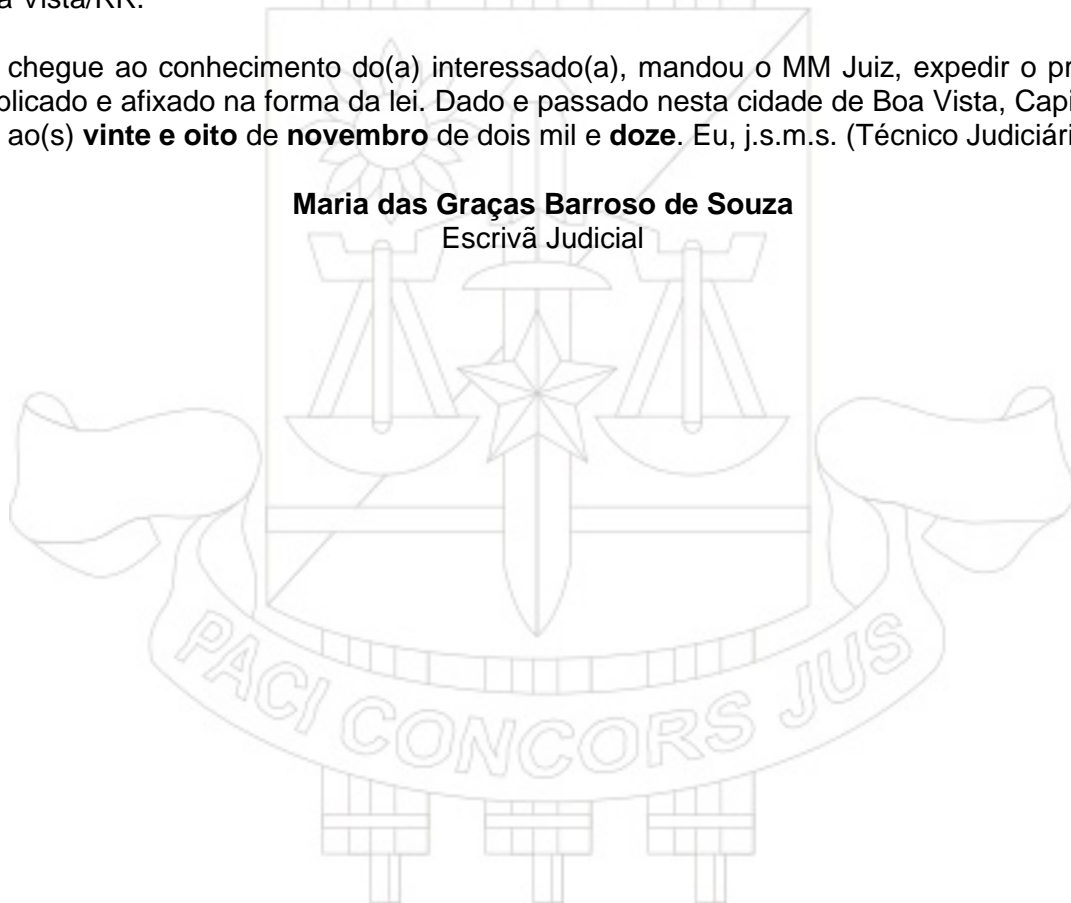 a Vista/RR.
chegue ao conhecimento do(a) interessado(a), mandou o MM Juiz, expedir o pr
plicado e afixado na forma da lei. Dado e passado nesta cidade de Boa Vista, Capi
ao(s) vinte e oito de novembro de dois mil e doze. Eu, j.s.m.s. (Técnico Judiciári
Maria das Graças Barroso de Souza
Escrivã Judicial
PACI CONCORS JUS